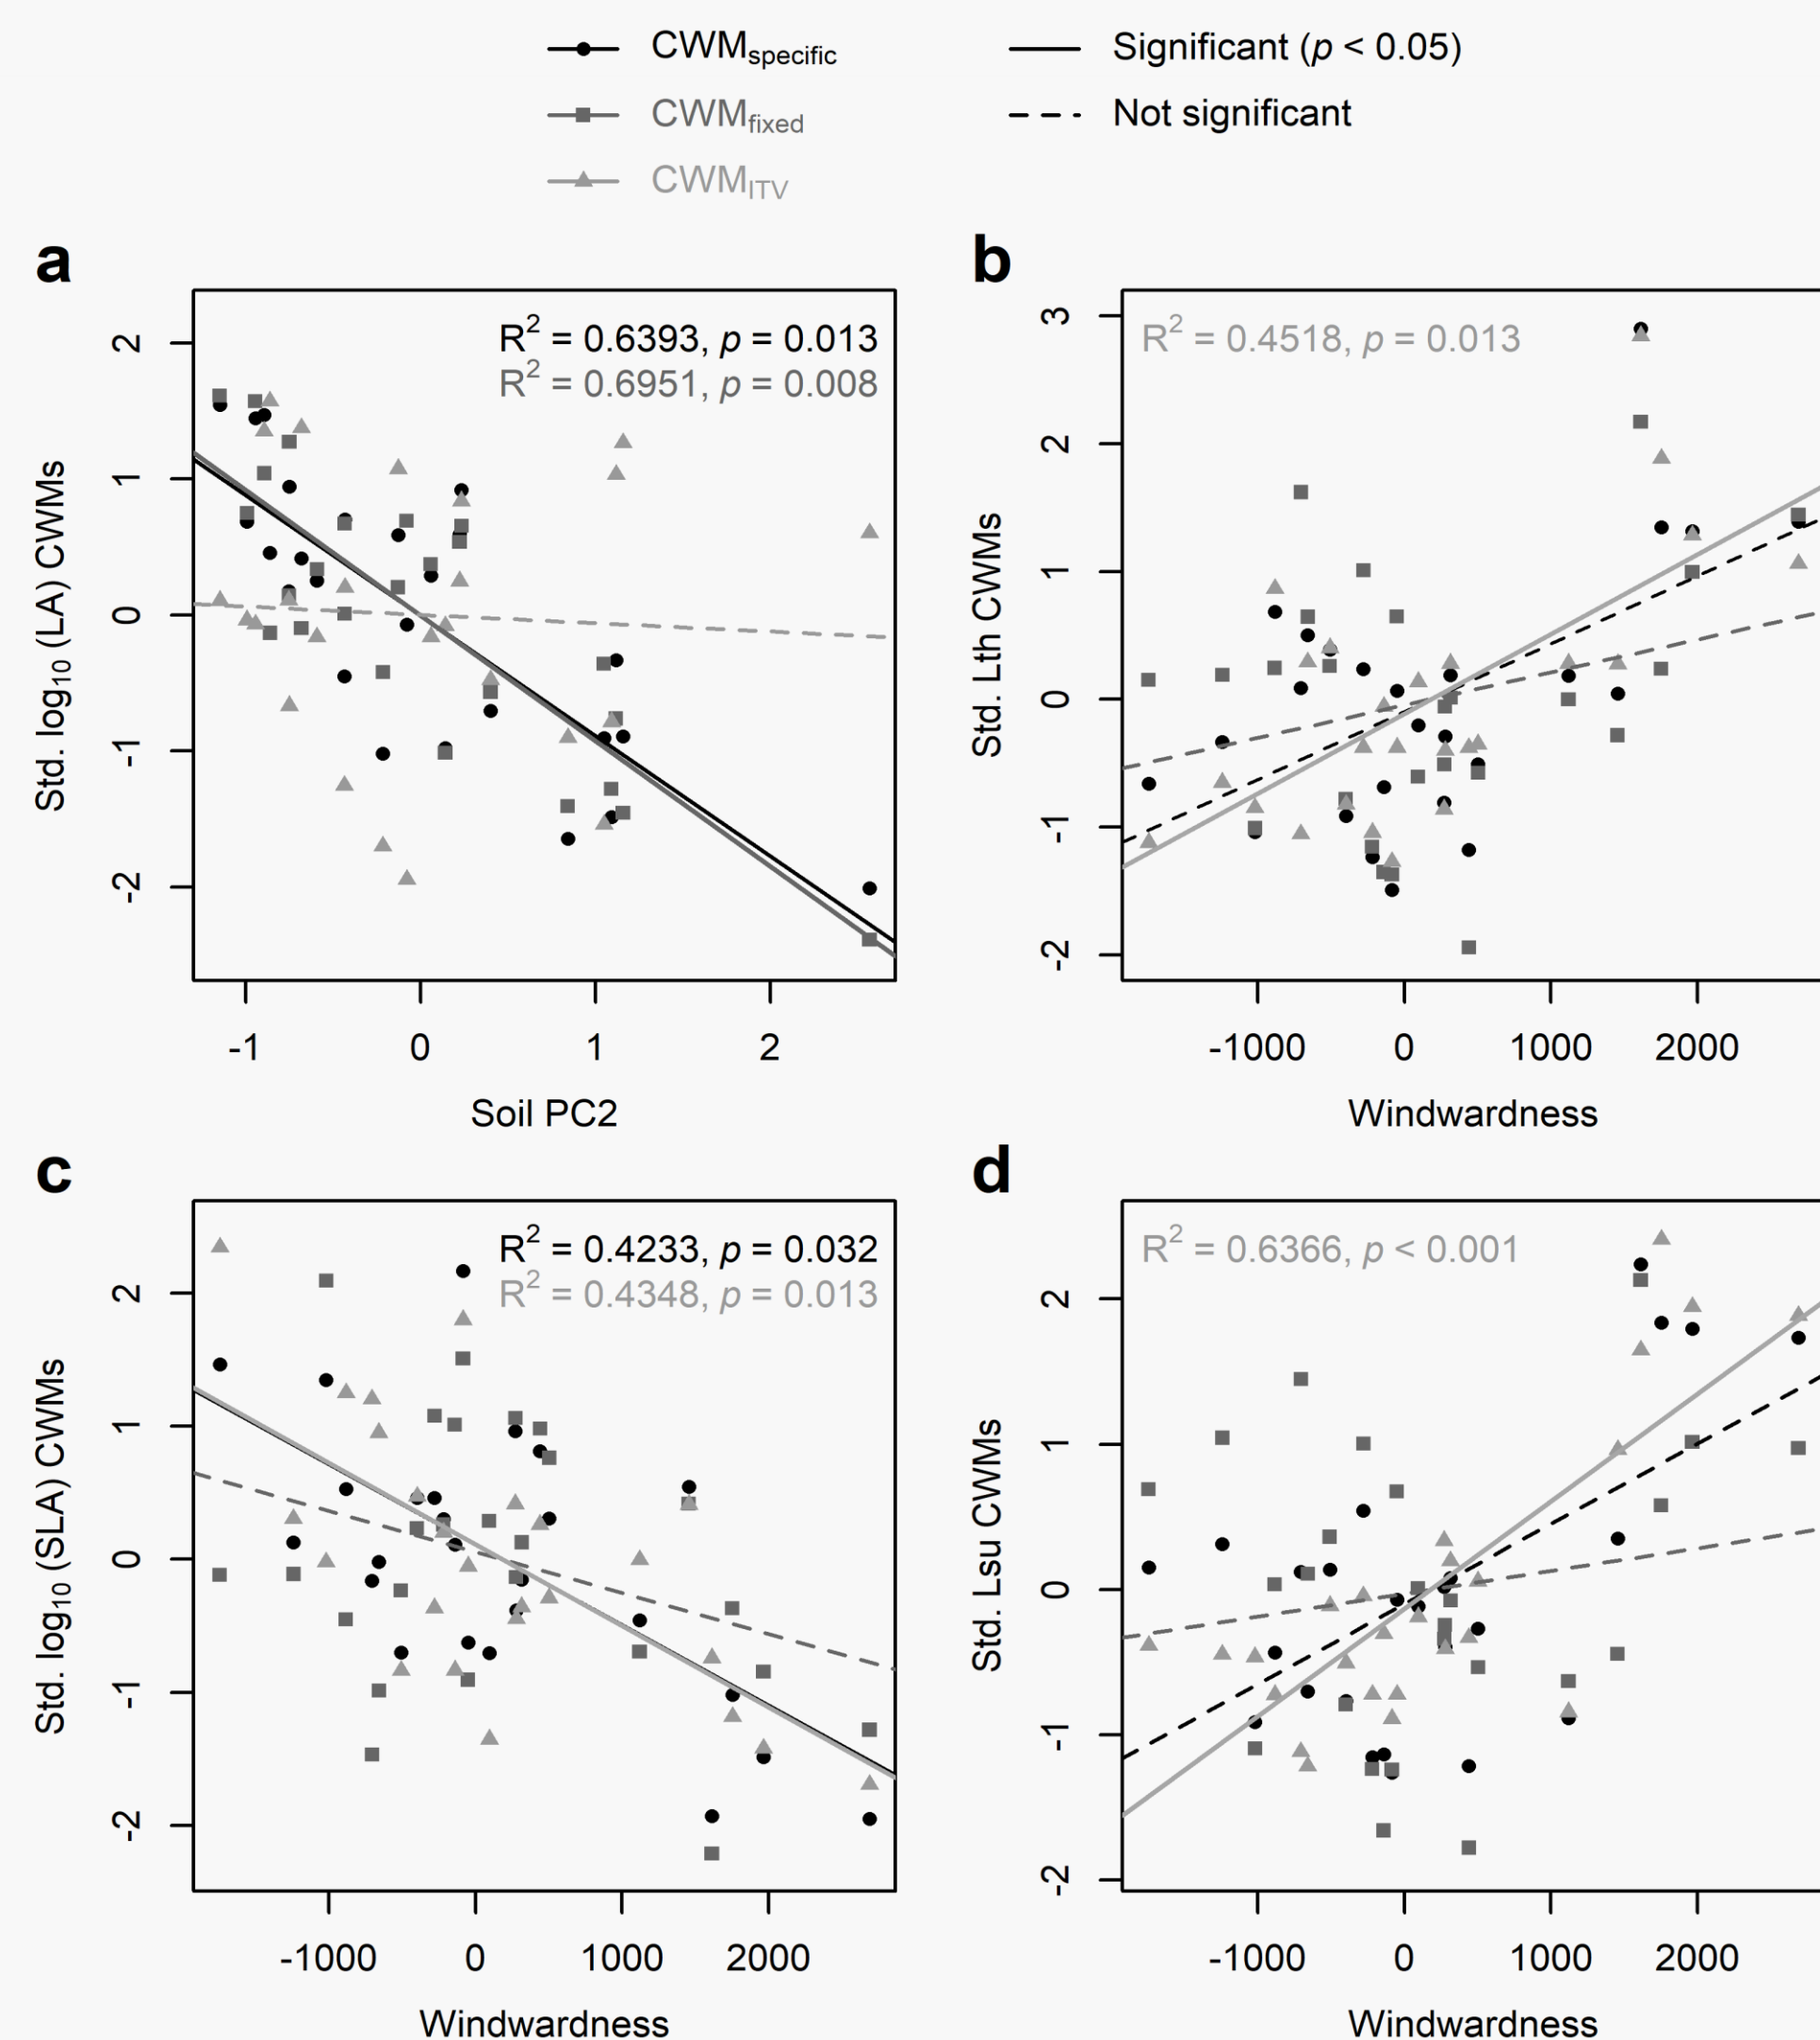 CWMspecific
Significant (p < 0.05)
CWMfixed
Not significant
CWMITV
a
R² = 0.6393, p = 0.013
R² = 0.6951, p = 0.008
Std. log10 (LA) CWMs
2
1
0
-1
-2
-1 0 1 2
Soil PC2
b
R² = 0.4518, p = 0.013
Std. Lth CWMs
3
2
1
0
-1
-2
-1000 0 1000 2000
Windwardness
c
R² = 0.4233, p = 0.032
R² = 0.4348, p = 0.013
Std. log10 (SLA) CWMs
2
1
0
-1
-2
-1000 0 1000 2000
Windwardness
d
R² = 0.6366, p < 0.001
Std. Lsu CWMs
2
1
0
-1
-2
-1000 0 1000 2000
Windwardness